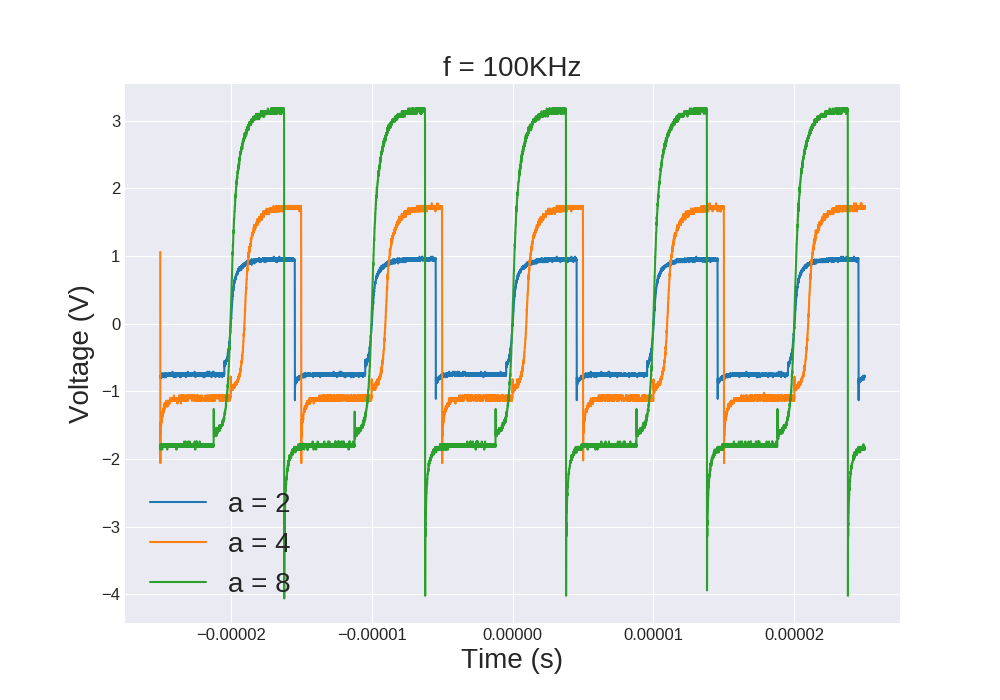 f = 100KHz
Voltage (V)
3
2
1
0
−1
−2
−3
−4
a = 2
a = 4
a = 8
−0.00002 −0.00001 0.00000 0.00001 0.00002
Time (s)